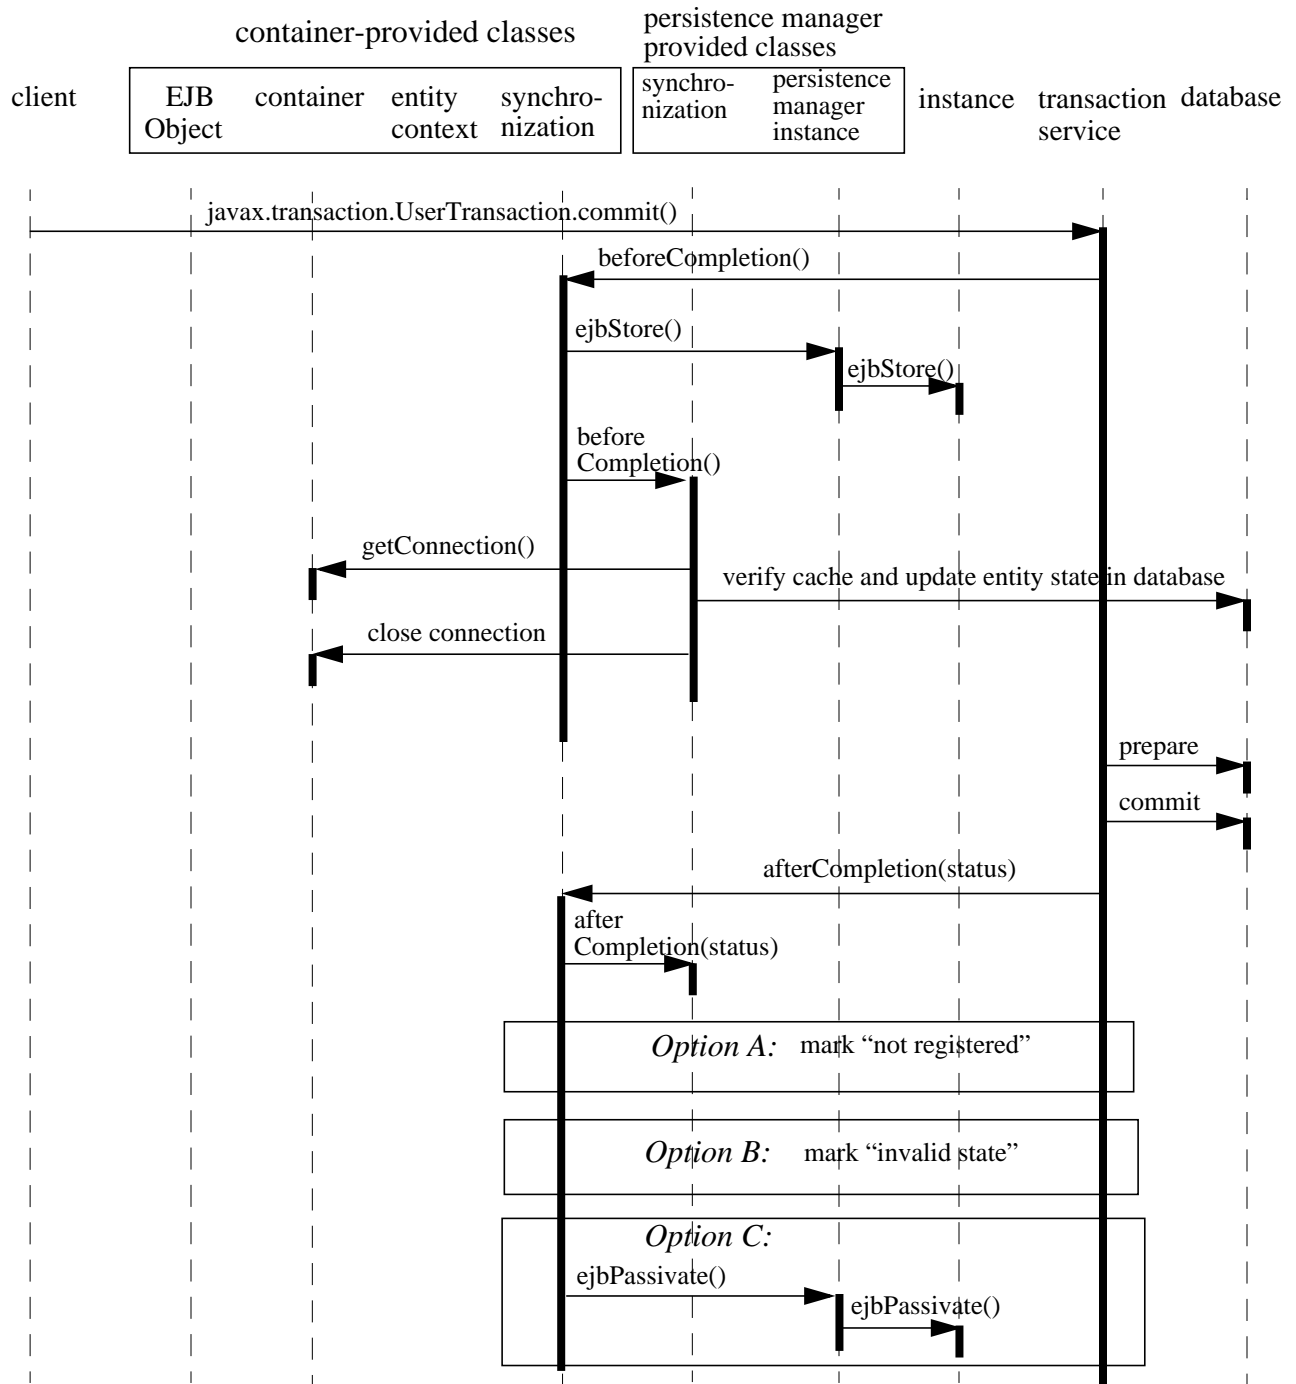 container-provided classes
persistence manager
provided classes
client
EJB
Object
container
entity
context
synchro-
nization
synchro-
nization
persistence
manager
instance
instance
transaction
service
database
javax.transaction.UserTransaction.commit()
beforeCompletion()
ejbStore()
ejbStore()
before
Completion()
getConnection()
verify cache and update entity state in database
close connection
prepare
commit
afterCompletion(status)
after
Completion(status)
Option A: mark “not registered”
Option B: mark “invalid state”
Option C:
ejbPassivate()
ejbPassivate()